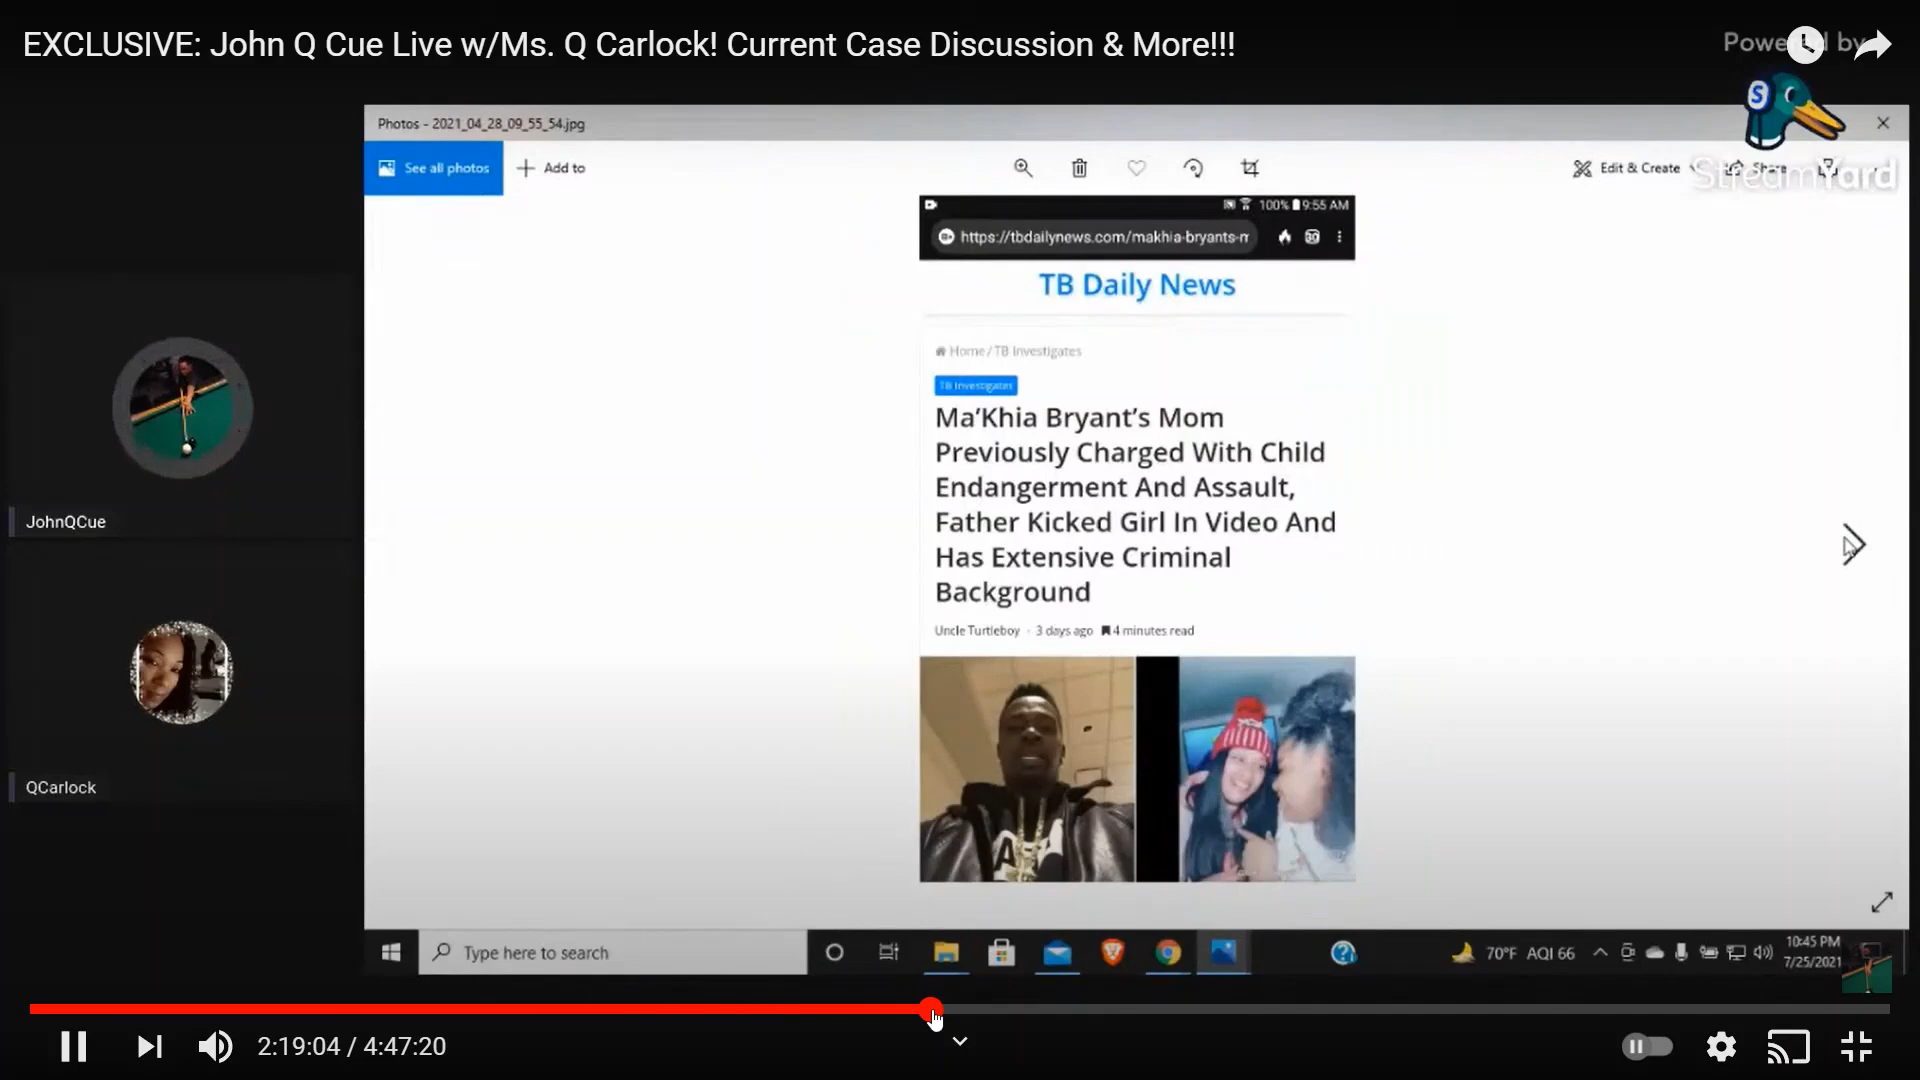 EXCLUSIVE: John Q Cue Live w/Ms. Q Carlock! Current Case Discussion & More!!!
Powered by
S
StreamYard
Photos - 2021_04_28_09_55_54.jpg
See all photos
Add to
Edit & Create
Share
100% 9:55 AM
https://tbdailynews.com/makhia-bryants-m
TB Daily News
Home / TB Investigates
TB Investigates
Ma'Khia Bryant's Mom
Previously Charged With Child
Endangerment And Assault,
Father Kicked Girl In Video And
Has Extensive Criminal
Background
Uncle Turtleboy - 3 days ago 4 minutes read
JohnQCue
QCarlock
Type here to search
70°F AQI 66
10:45 PM
7/25/2021
2:19:04 / 4:47:20